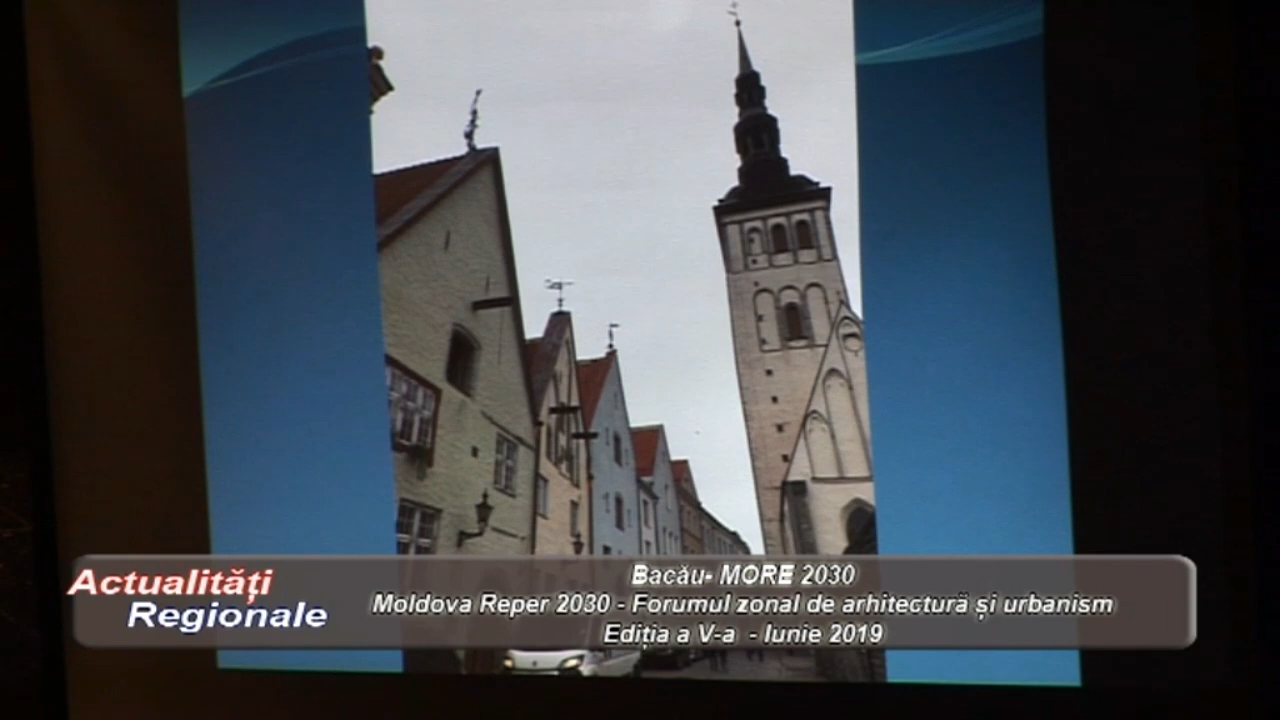 Actualități
Regionale
Bacău- MORE 2030
Moldova Reper 2030 - Forumul zonal de arhitectură și urbanism
Ediția a V-a - Iunie 2019